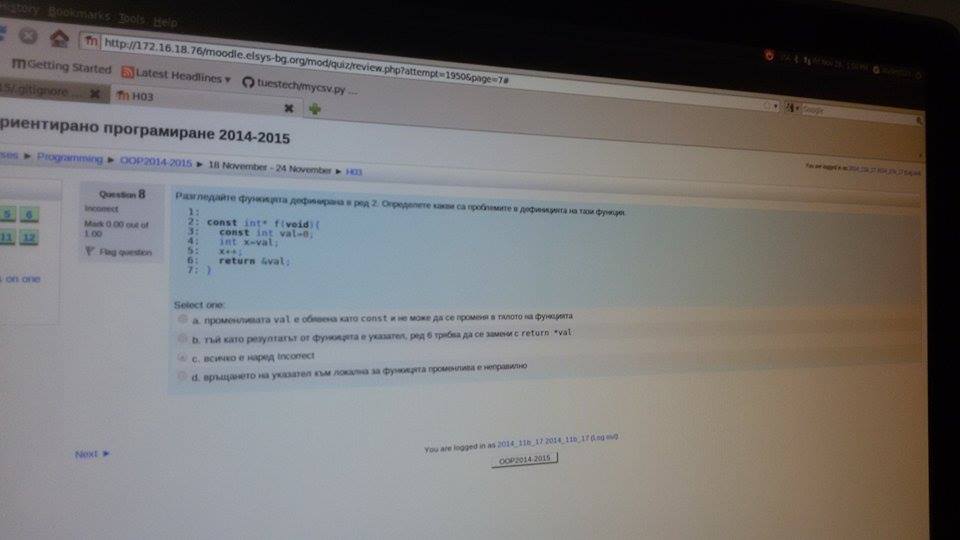 History Bookmarks Tools Help
http://172.16.18.76/moodle.elsys-bg.org/mod/quiz/review.php?attempt=1950&page=7#
Google
Getting Started Latest Headlines tuestech/mycsv.py ...
15/.gitignore ... H03
риентирано програмиране 2014-2015
ses ► Programming ► OOP2014-2015 ► 18 November - 24 November ► H03
You are logged in as 2014_11b_17 2014_11b_17 (Log out)
5 6
11 12
s on one
Question 8
Incorrect
Mark 0.00 out of
1.00
Flag question
Разгледайте функцията дефинирана в ред 2. Определете какви са проблемите в дефиницията на тази функция.
1:
2: const int* f(void){
3: const int val=0;
4: int x=val;
5: x++;
6: return &val;
7: }
Select one:
a. променливата val е обявена като const и не може да се променя в тялото на функцията
b. тъй като резултатът от функцията е указател, ред 6 трябва да се замени с return *val
c. всичко е наред Incorrect
d. връщането на указател към локална за функцията променлива е неправилно
Next ►
You are logged in as 2014_11b_17 2014_11b_17 (Log out)
OOP2014-2015